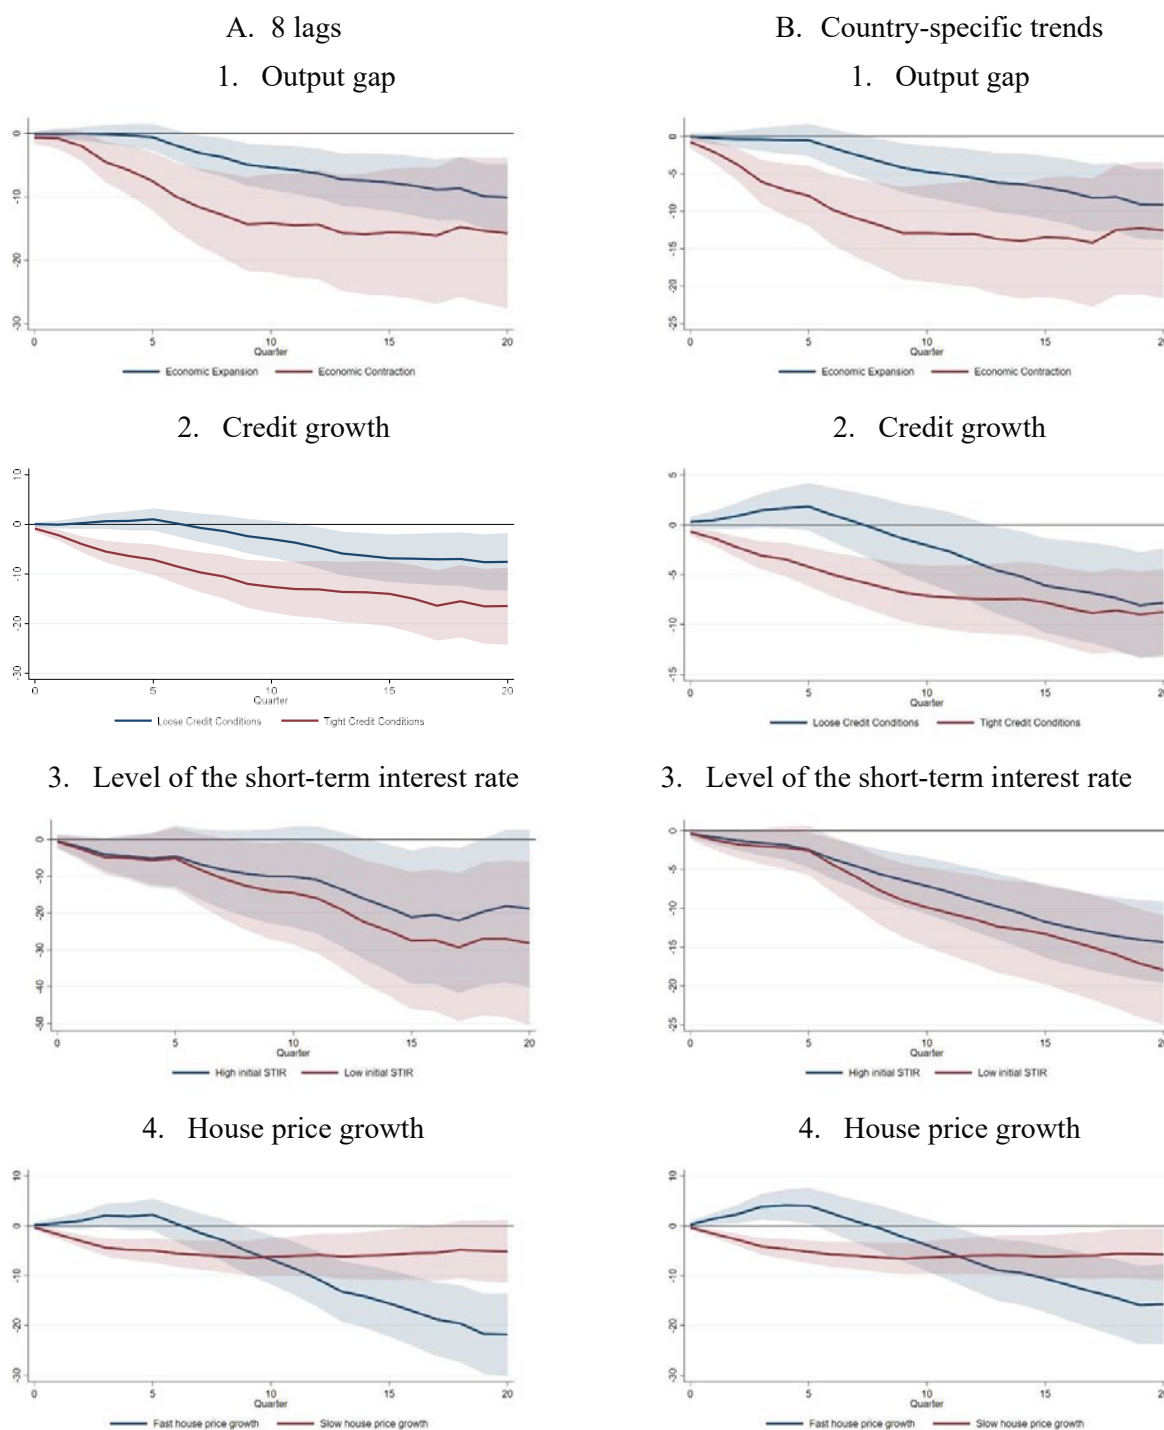 A. 8 lags
1. Output gap
0
-10
-20
-30
0 5 10 15 20
Quarter
Economic Expansion Economic Contraction
2. Credit growth
10
0
-10
-20
-30
0 5 10 15 20
Quarter
Loose Credit Conditions Tight Credit Conditions
3. Level of the short-term interest rate
0
-10
-20
-30
-40
-50
0 5 10 15 20
Quarter
High initial STIR Low initial STIR
4. House price growth
10
0
-10
-20
-30
0 5 10 15 20
Quarter
Fast house price growth Slow house price growth
B. Country-specific trends
1. Output gap
0
-5
-10
-15
-20
-25
0 5 10 15 20
Quarter
Economic Expansion Economic Contraction
2. Credit growth
5
0
-5
-10
-15
0 5 10 15 20
Quarter
Loose Credit Conditions Tight Credit Conditions
3. Level of the short-term interest rate
0
-5
-10
-15
-20
-25
0 5 10 15 20
Quarter
High initial STIR Low initial STIR
4. House price growth
10
0
-10
-20
-30
0 5 10 15 20
Quarter
Fast house price growth Slow house price growth